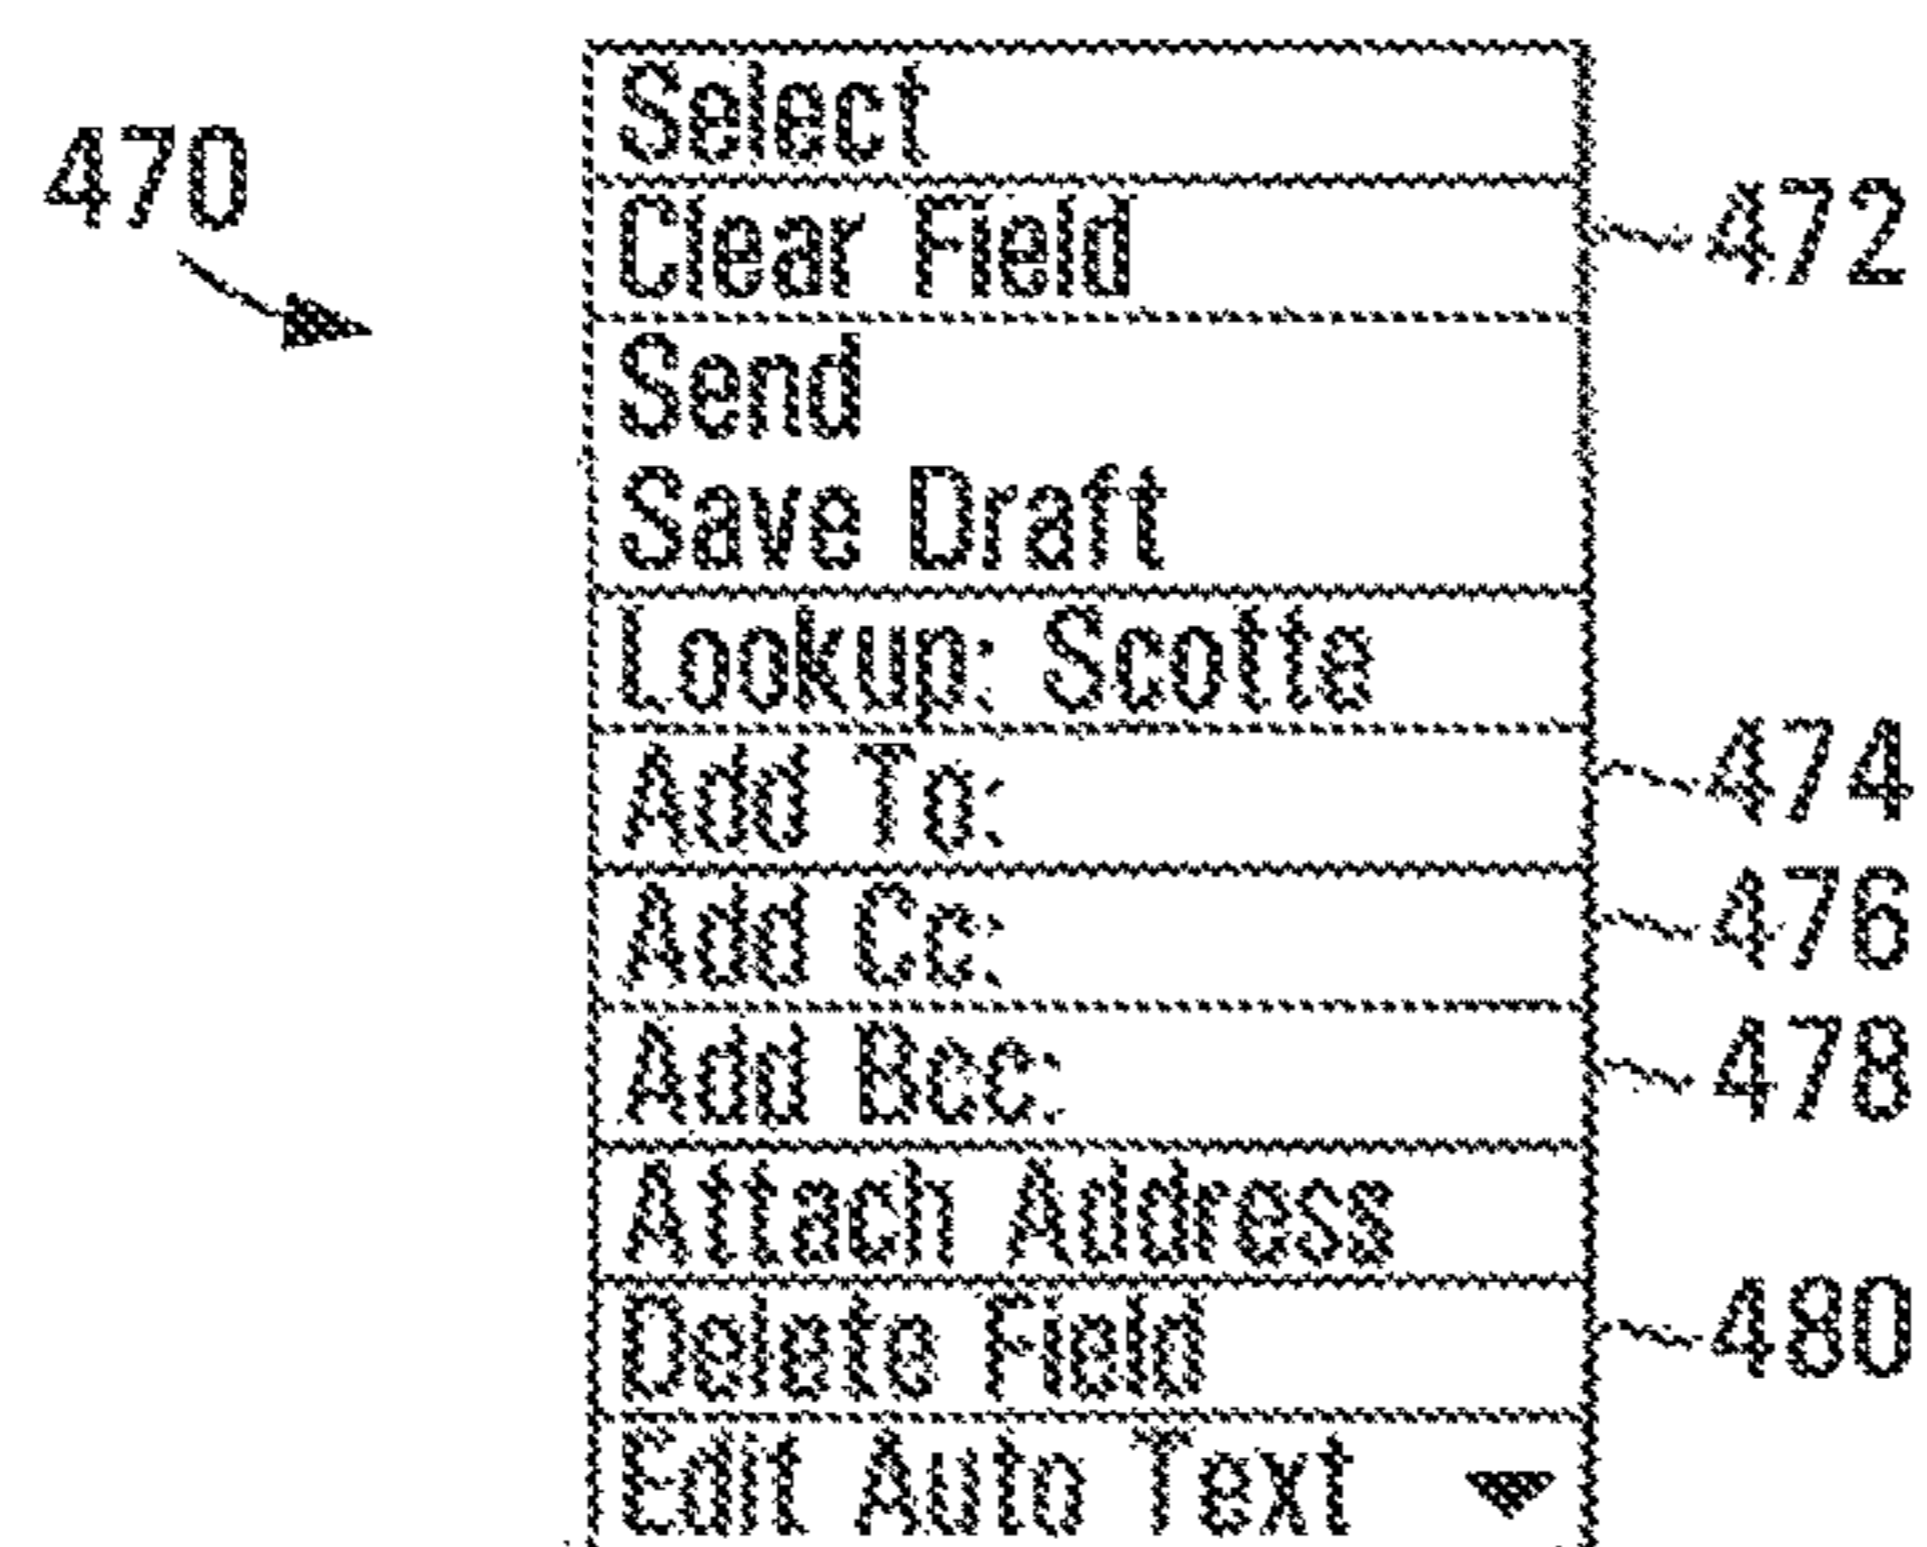 Select
470
Clear Field 472
Send
Save Draft
Lookup: Scotta
Add To: 474
Add Cc: 476
Add Bcc: 478
Attach Address
Delete Field 480
Edit Auto Text